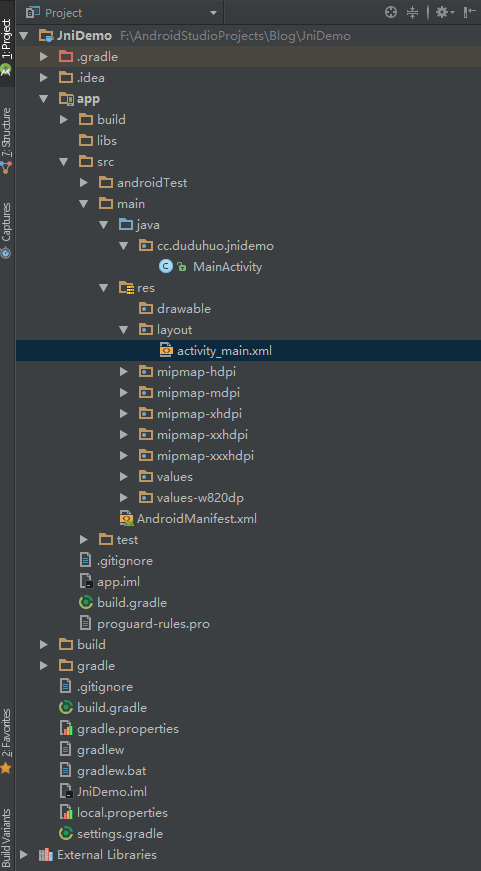 Project
JniDemo F:\AndroidStudioProjects\Blog\JniDemo
.gradle
.idea
app
build
libs
src
androidTest
main
java
cc.duduhuo.jnidemo
MainActivity
res
drawable
layout
activity_main.xml
mipmap-hdpi
mipmap-mdpi
mipmap-xhdpi
mipmap-xxhdpi
mipmap-xxxhdpi
values
values-w820dp
AndroidManifest.xml
test
.gitignore
app.iml
build.gradle
proguard-rules.pro
build
gradle
.gitignore
build.gradle
gradle.properties
gradlew
gradlew.bat
JniDemo.iml
local.properties
settings.gradle
External Libraries
1: Project
7: Structure
Captures
2: Favorites
Build Variants